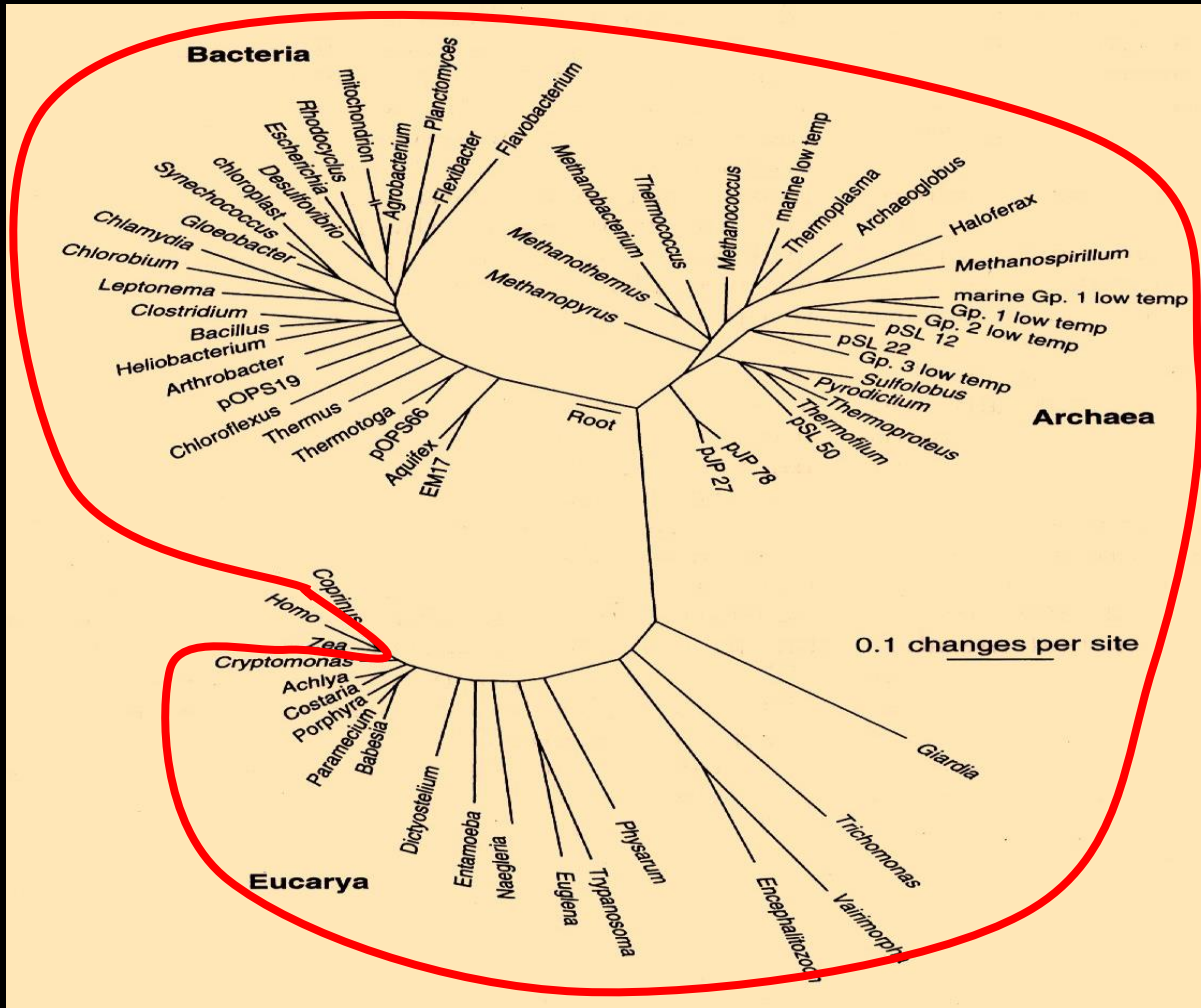 Bacteria
mitochondrion
Rhodocyclus
Escherichia
Desulfovibrio
chloroplast
Synechococcus
Gloeobacter
Chlamydia
Chlorobium
Leptonema
Clostridium
Bacillus
Heliobacterium
Arthrobacter
pOPS19
Chloroflexus
Thermus
Thermotoga
pOPS66
Aquifex
EM17
Agrobacterium
Planctomyces
Flexibacter
Flavobacterium
Root
Methanobacterium
Thermococcus
Methanothermus
Methanopyrus
Methanococcus
marine low temp
Thermoplasma
Archaeoglobus
Haloferax
Methanospirillum
marine Gp. 1 low temp
Gp. 1 low temp
Gp. 2 low temp
pSL 12
pSL 22
Gp. 3 low temp
Sulfolobus
Pyrodictium
Thermoproteus
Thermofilum
pSL 50
pJP 78
pJP 27
Archaea
Coprinus
Homo
Zea
Cryptomonas
Achlya
Costaria
Porphyra
Paramecium
Babesia
Dictyostelium
Entamoeba
Naegleria
Euglena
Trypanosoma
Physarum
Encephalitozoon
Vairimorpha
Trichomonas
Giardia
0.1 changes per site
Eucarya